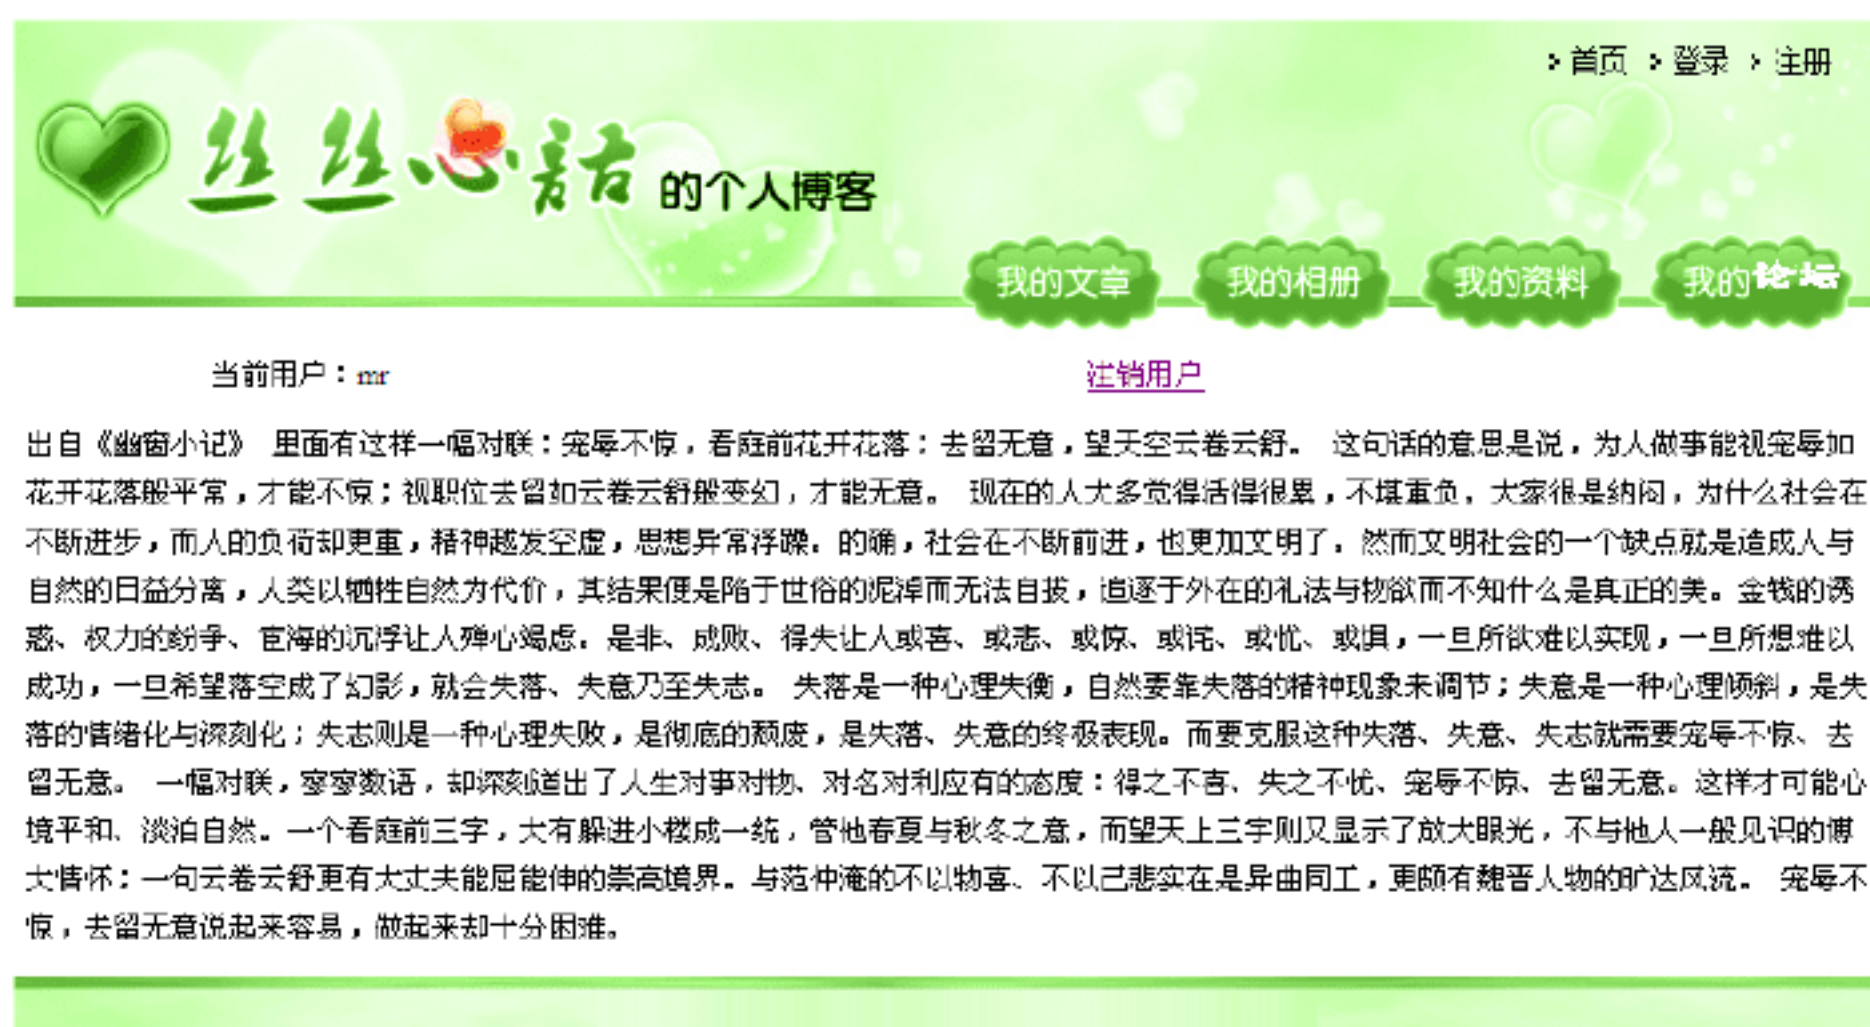 首页 登录 注册
丝丝心语 的个人博客
我的文章 我的相册 我的资料 我的论坛
当前用户：mr 注销用户
出自《幽窗小记》 里面有这样一幅对联：宠辱不惊，看庭前花开花落；去留无意，望天空云卷云舒。 这句话的意思是说，为人做事能视宠辱如
花开花落般平常，才能不惊；视职位去留如云卷云舒般变幻，才能无意。 现在的人大多觉得活得很累，不堪重负。大家很是纳闷，为什么社会在
不断进步，而人的负荷却更重，精神越发空虚，思想异常浮躁。的确，社会在不断前进，也更加文明了。然而文明社会的一个缺点就是造成人与
自然的日益分离，人类以牺牲自然为代价，其结果便是陷于世俗的泥淖而无法自拔，追逐于外在的礼法与物欲而不知什么是真正的美。金钱的诱
惑、权力的纷争、宦海的沉浮让人殚心竭虑。是非、成败、得失让人或喜、或悲、或惊、或诧、或忧、或惧，一旦所欲难以实现，一旦所想难以
成功，一旦希望落空成了幻影，就会失落、失意乃至失志。 失落是一种心理失衡，自然要靠失落的精神现象来调节；失意是一种心理倾斜，是失
落的情绪化与深刻化；失志则是一种心理失败，是彻底的颓废，是失落、失意的终极表现。而要克服这种失落、失意、失志就需要宠辱不惊、去
留无意。 一幅对联，寥寥数语，却深刻道出了人生对事对物、对名对利应有的态度：得之不喜、失之不忧、宠辱不惊、去留无意。这样才可能心
境平和、淡泊自然。一个看庭前三字，大有躲进小楼成一统，管他春夏与秋冬之意，而望天上三字则又显示了放大眼光，不与他人一般见识的博
大情怀；一句云卷云舒更有大丈夫能屈能伸的崇高境界。与范仲淹的不以物喜、不以己悲实在是异曲同工，更颇有魏晋人物的旷达风流。 宠辱不
惊，去留无意说起来容易，做起来却十分困难。